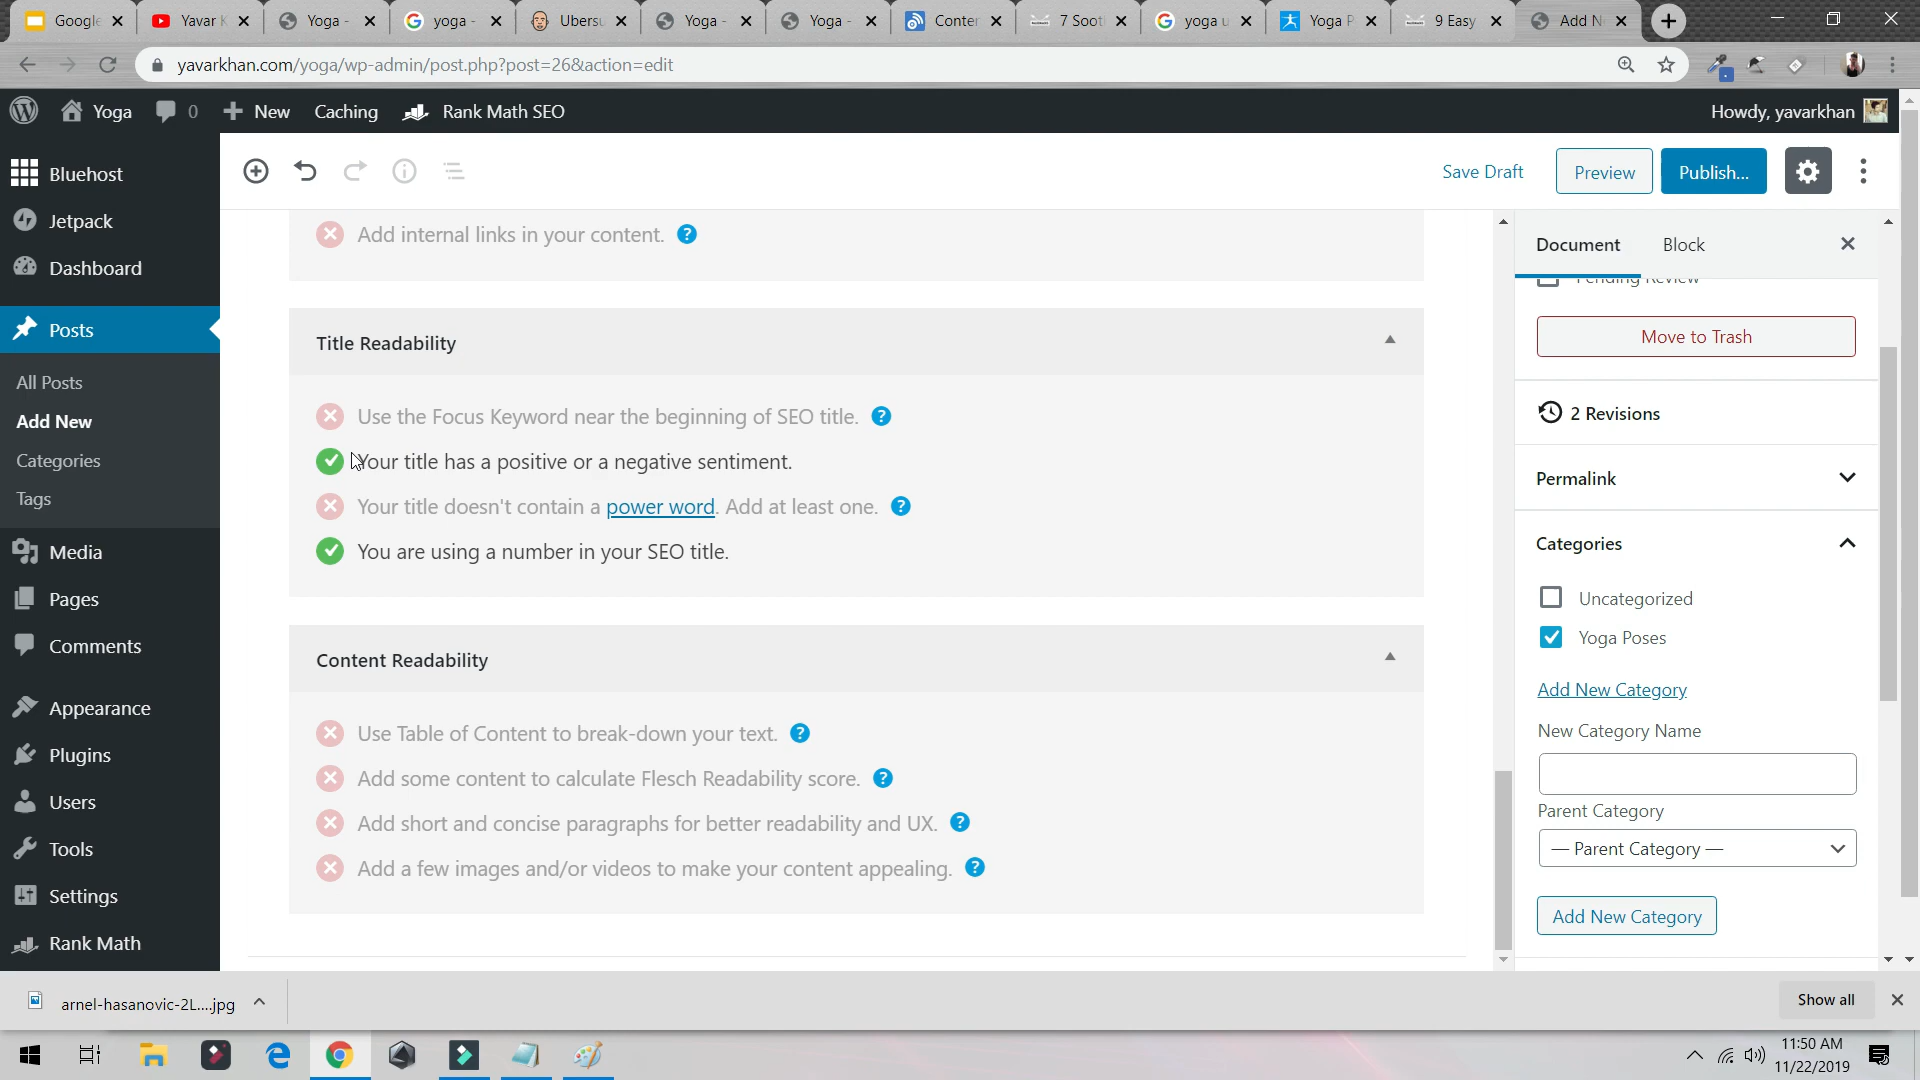 Google
Yavar K
Yoga -
yoga -
Ubersu
Yoga -
Yoga -
Conter
7 Soot
yoga u
Yoga P
9 Easy
Add N
yavarkhan.com/yoga/wp-admin/post.php?post=26&action=edit
Yoga
0
New
Caching
Rank Math SEO
Howdy, yavarkhan
Bluehost
Jetpack
Dashboard
Posts
All Posts
Add New
Categories
Tags
Media
Pages
Comments
Appearance
Plugins
Users
Tools
Settings
Rank Math
Save Draft
Preview
Publish...
Add internal links in your content.
Title Readability
Use the Focus Keyword near the beginning of SEO title.
Your title has a positive or a negative sentiment.
Your title doesn't contain a power word. Add at least one.
You are using a number in your SEO title.
Content Readability
Use Table of Content to break-down your text.
Add some content to calculate Flesch Readability score.
Add short and concise paragraphs for better readability and UX.
Add a few images and/or videos to make your content appealing.
Document
Block
Pending Review
Move to Trash
2 Revisions
Permalink
Categories
Uncategorized
Yoga Poses
Add New Category
New Category Name
Parent Category
— Parent Category —
Add New Category
arnel-hasanovic-2L....jpg
Show all
11:50 AM
11/22/2019